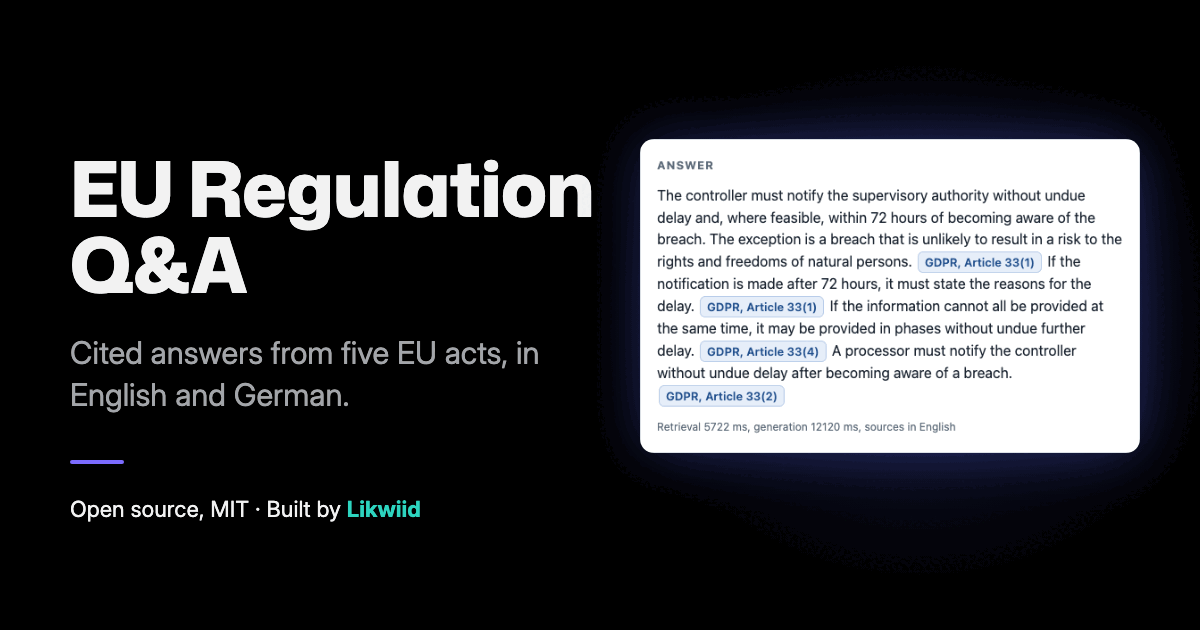 EU Regulation
Q&A
Cited answers from five EU acts, in
English and German.
Open source, MIT · Built by Likwiid
ANSWER
The controller must notify the supervisory authority without undue
delay and, where feasible, within 72 hours of becoming aware of the
breach. The exception is a breach that is unlikely to result in a risk to the
rights and freedoms of natural persons. GDPR, Article 33(1) If the
notification is made after 72 hours, it must state the reasons for the
delay. GDPR, Article 33(1) If the information cannot all be provided at
the same time, it may be provided in phases without undue further
delay. GDPR, Article 33(4) A processor must notify the controller
without undue delay after becoming aware of a breach.
GDPR, Article 33(2)
Retrieval 5722 ms, generation 12120 ms, sources in English